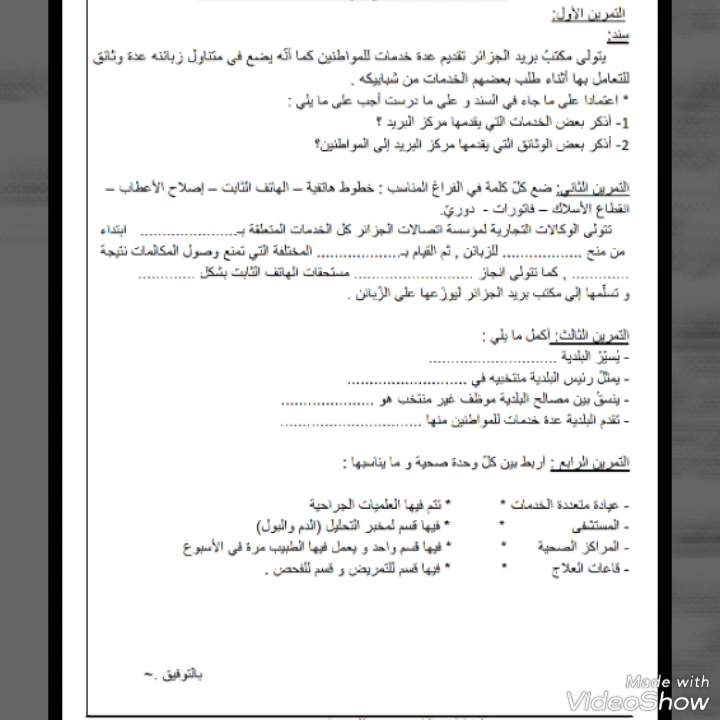 التمرين الأول:
سند:
يتولى مكتبُ بريد الجزائر تقديم عدة خدمات للمواطنين كما أنّه يضع في متناول زبائنه عدة وثائق
للتعامل بها أثناء طلب بعضهم الخدمات من شبابيكه .
* اعتمادا على ما جاء في السند و على ما درست أجب على ما يلي :
1- أذكر بعض الخدمات التي يقدمها مركز البريد ؟
2- أذكر بعض الوثائق التي يقدمها مركز البريد إلى المواطنين؟
التمرين الثاني: ضع كلّ كلمة في الفراغ المناسب : خطوط هاتفية – الهاتف الثابت – إصلاح الأعطاب –
انقطاع الأسلاك – فاتورات - دوريّ.
تتولى الوكالات التجارية لمؤسسة اتصالات الجزائر كلّ الخدمات المتعلقة بـ...................... ابتداء
من منح .................. للزبائن , ثم القيام بـ................... المختلفة التي تمنع وصول المكالمات نتيجة
............. , كما تتولى انجاز ........................... مستحقات الهاتف الثابت بشكل .............
و تسلّمها إلى مكتب بريد الجزائر ليوزّعها على الزّبائن .
التمرين الثالث: أكمل ما يلي :
- يُسيّرُ البلدية .............................
- يمثلُ رئيس البلدية منتخبيه في ...........................
- ينسقُ بين مصالح البلدية موظف غير منتخب هو .....................
- تقدم البلدية عدة خدمات للمواطنين منها ................................
التمرين الرابع : أربط بين كلّ وحدة صحية و ما يناسبها :
- عيادة متعددة الخدمات * * تتم فيها العلميات الجراحية
- المستشفى * * فيها قسم لمخبر التحليل (الدم والبول)
- المراكز الصحية * * فيها قسم واحد و يعمل فيها الطبيب مرة في الأسبوع
- قاعات العلاج * * فيها قسم للتمريض و قسم للفحص .
بالتوفيق .~
Made with
VideoShow